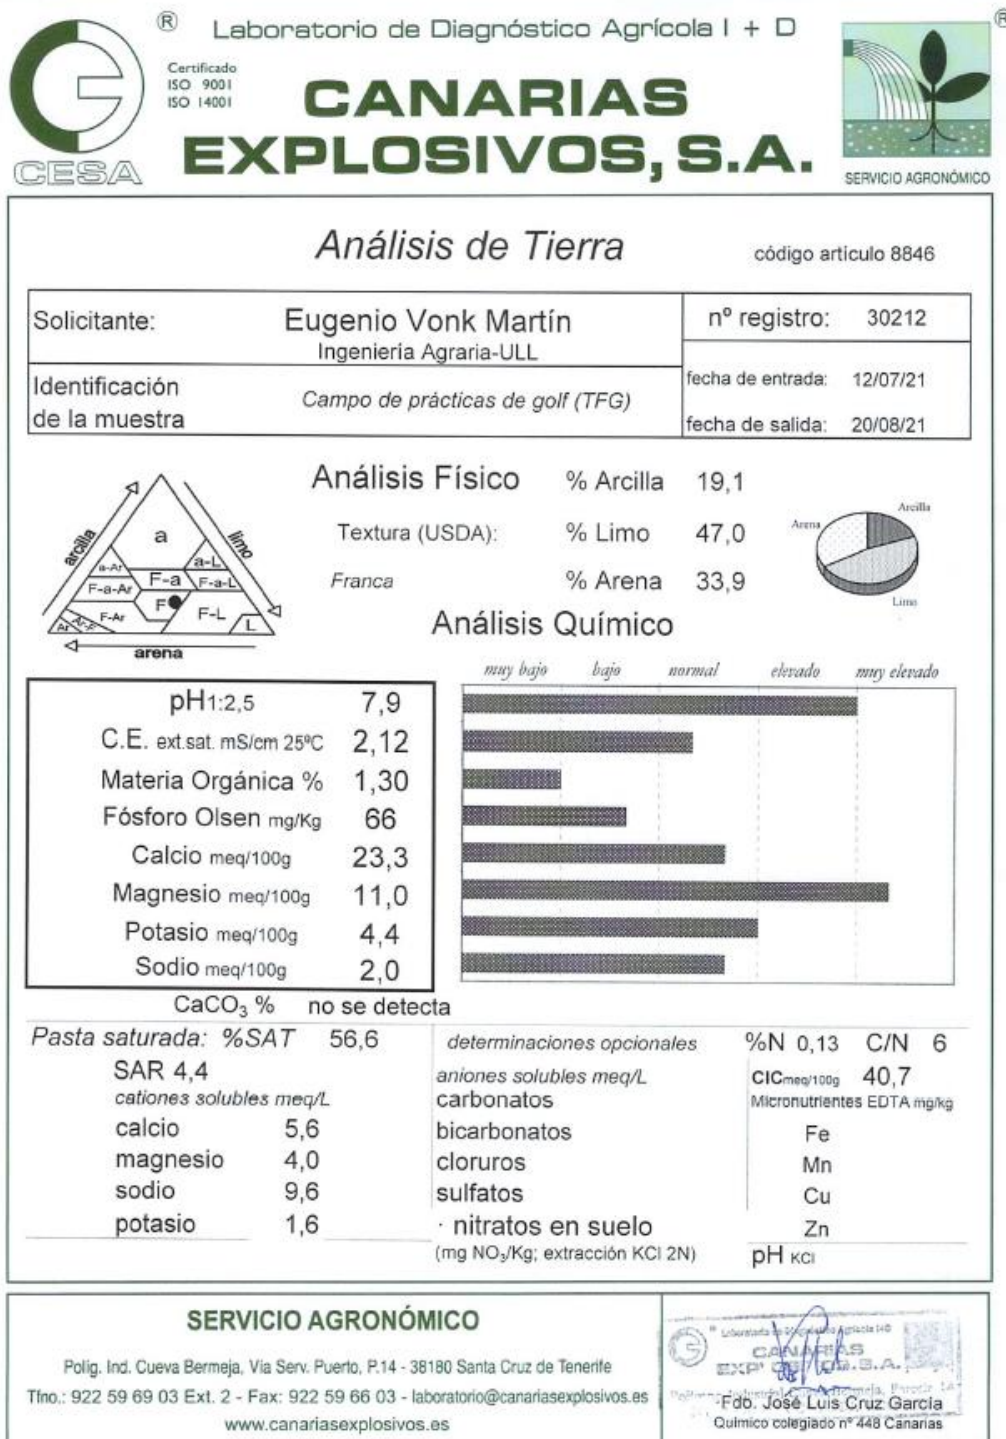 ® Laboratorio de Diagnóstico Agrícola I + D ®
Certificado
ISO 9001
ISO 14001
CANARIAS
EXPLOSIVOS, S.A.
CESA
SERVICIO AGRONÓMICO
Análisis de Tierra
código artículo 8846
Solicitante: Eugenio Vonk Martín
Ingeniería Agraria-ULL
nº registro: 30212
Identificación
de la muestra
Campo de prácticas de golf (TFG)
fecha de entrada: 12/07/21
fecha de salida: 20/08/21
arcilla
limo
arena
a
a-Ar
a-L
F-a-Ar
F-a
F-a-L
F
F-Ar
F-L
Ar
Ar-F
L
Análisis Físico
Textura (USDA):
Franca
% Arcilla 19,1
% Limo 47,0
% Arena 33,9
Arena
Arcilla
Limo
Análisis Químico
muy bajo bajo normal elevado muy elevado
pH1:2,5 7,9
C.E. ext.sat. mS/cm 25ºC 2,12
Materia Orgánica % 1,30
Fósforo Olsen mg/Kg 66
Calcio meq/100g 23,3
Magnesio meq/100g 11,0
Potasio meq/100g 4,4
Sodio meq/100g 2,0
CaCO₃ % no se detecta
Pasta saturada: %SAT 56,6
SAR 4,4
cationes solubles meq/L
calcio 5,6
magnesio 4,0
sodio 9,6
potasio 1,6
determinaciones opcionales
aniones solubles meq/L
carbonatos
bicarbonatos
cloruros
sulfatos
· nitratos en suelo
(mg NO₃/Kg; extracción KCl 2N)
%N 0,13 C/N 6
CICmeq/100g 40,7
Micronutrientes EDTA mg/kg
Fe
Mn
Cu
Zn
pH KCl
SERVICIO AGRONÓMICO
Polig. Ind. Cueva Bermeja, Via Serv. Puerto, P.14 - 38180 Santa Cruz de Tenerife
Tfno.: 922 59 69 03 Ext. 2 - Fax: 922 59 66 03 - laboratorio@canariasexplosivos.es
www.canariasexplosivos.es
CANARIAS
Fdo. José Luis Cruz García
Químico colegiado nº 448 Canarias